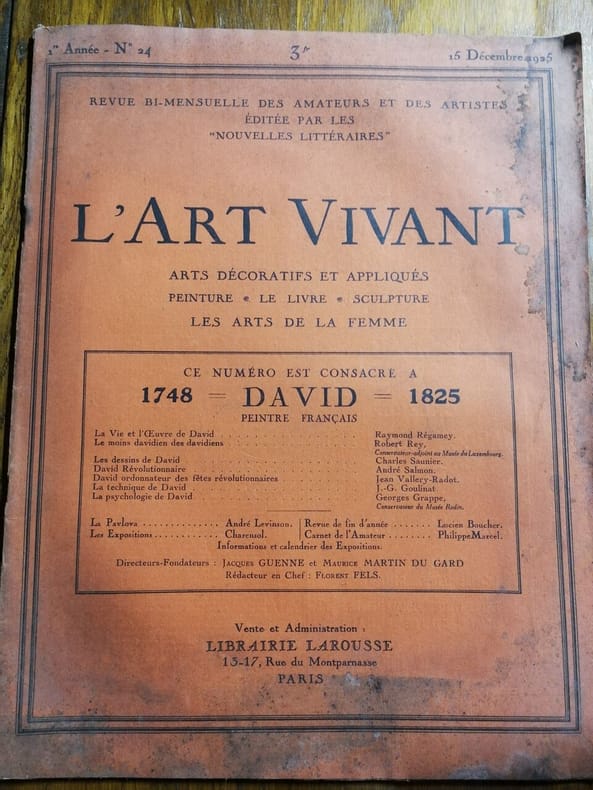 1re Année - N° 24 3 fr 15 Décembre 1925
REVUE BI-MENSUELLE DES AMATEURS ET DES ARTISTES
ÉDITÉE PAR LES
"NOUVELLES LITTÉRAIRES"
L'ART VIVANT
ARTS DÉCORATIFS ET APPLIQUÉS
PEINTURE • LE LIVRE • SCULPTURE
LES ARTS DE LA FEMME
CE NUMÉRO EST CONSACRE A
1748 = DAVID = 1825
PEINTRE FRANÇAIS
La Vie et l'Œuvre de David . . . . . . . . . . Raymond Régamey.
Le moins davidien des davidiens . . . . . . . . . . Robert Rey,
Conservateur-adjoint au Musée du Luxembourg.
Les dessins de David . . . . . . . . . . Charles Saunier.
David Révolutionnaire . . . . . . . . . . André Salmon.
David ordonnateur des fêtes révolutionnaires . . . . . . . . . . Jean Vallery-Radot.
La technique de David . . . . . . . . . . J.-G. Goulinat
La psychologie de David . . . . . . . . . . Georges Grappe,
Conservateur du Musée Rodin.
La Pavlova . . . . . . . . . . André Levinson. | Revue de fin d'année . . . . . . . Lucien Boucher.
Les Expositions . . . . . . . . . . Charensol. | Carnet de l'Amateur . . . . . . . . Philippe Marcel.
Informations et calendrier des Expositions.
Directeurs-Fondateurs : JACQUES GUENNE et MAURICE MARTIN DU GARD
Rédacteur en Chef : FLORENT FELS.
Vente et Administration :
LIBRAIRIE LAROUSSE
13-17, Rue du Montparnasse
PARIS